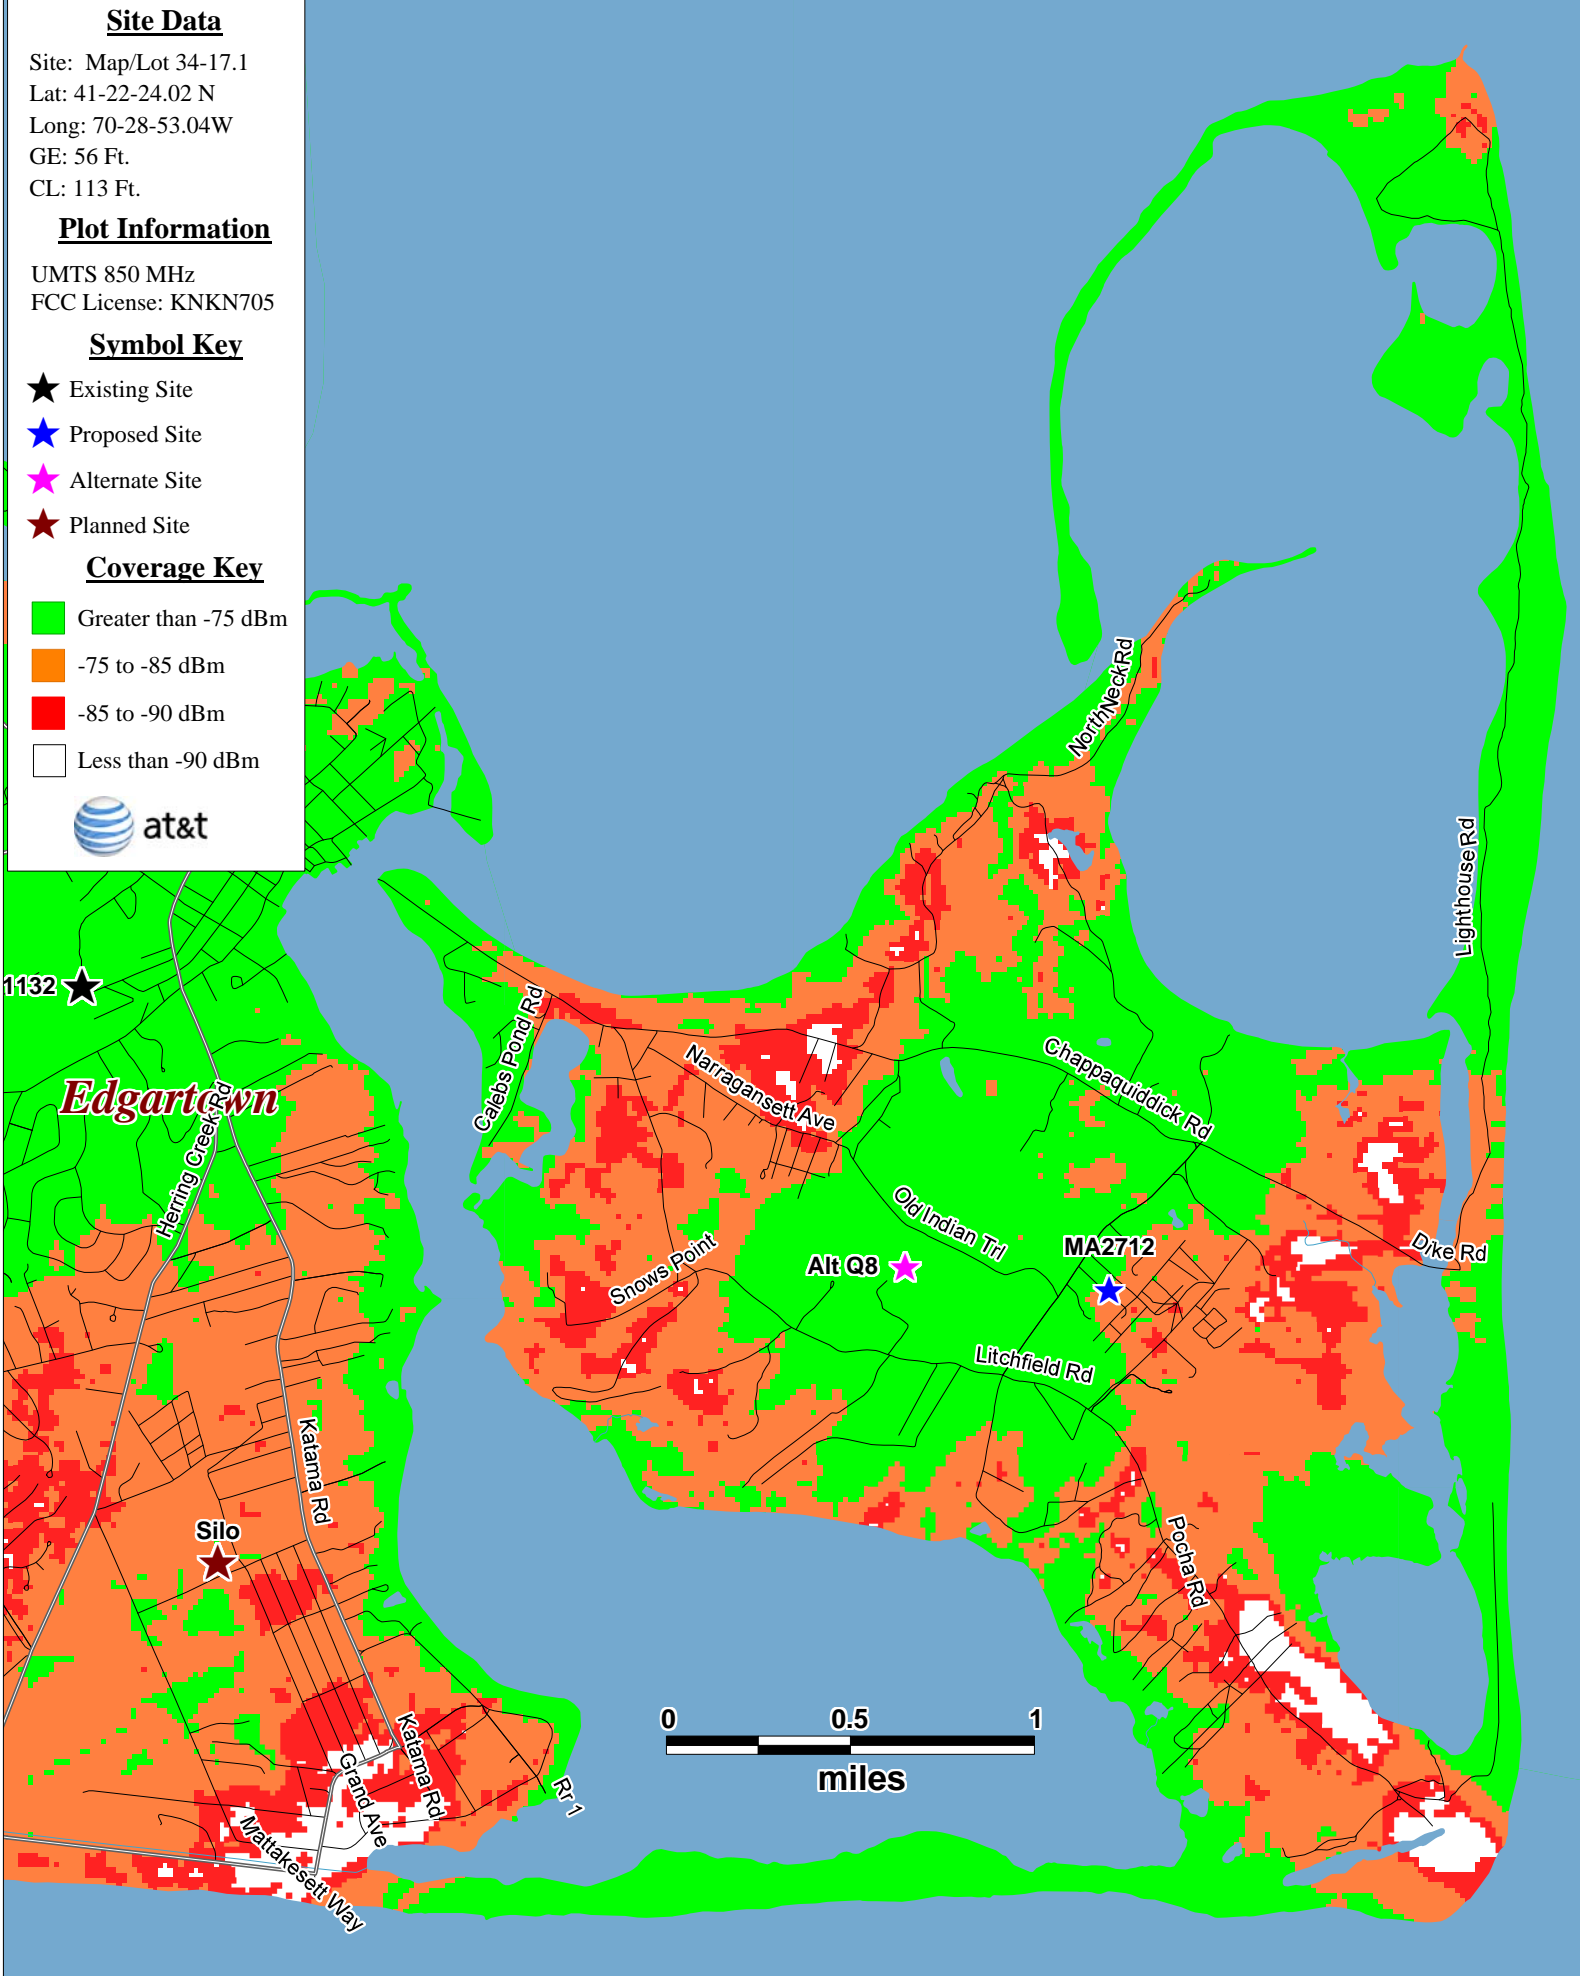 Site Data
Site: Map/Lot 34-17.1
Lat: 41-22-24.02 N
Long: 70-28-53.04W
GE: 56 Ft.
CL: 113 Ft.
Plot Information
UMTS 850 MHz
FCC License: KNKN705
Symbol Key
Existing Site
Proposed Site
Alternate Site
Planned Site
Coverage Key
Greater than -75 dBm
-75 to -85 dBm
-85 to -90 dBm
Less than -90 dBm
at&t
North Neck Rd
Lighthouse Rd
1132
Calebs Pond Rd
Edgartown
Herring Creek Rd
Narragansett Ave
Chappaquiddick Rd
Old Indian Trl
Snows Point
Alt Q8
MA2712
Dike Rd
Litchfield Rd
Katama Rd
Silo
Pocha Rd
0 0.5 1
miles
Katama Rd
Grand Ave
Rr 1
Mattakesett Way